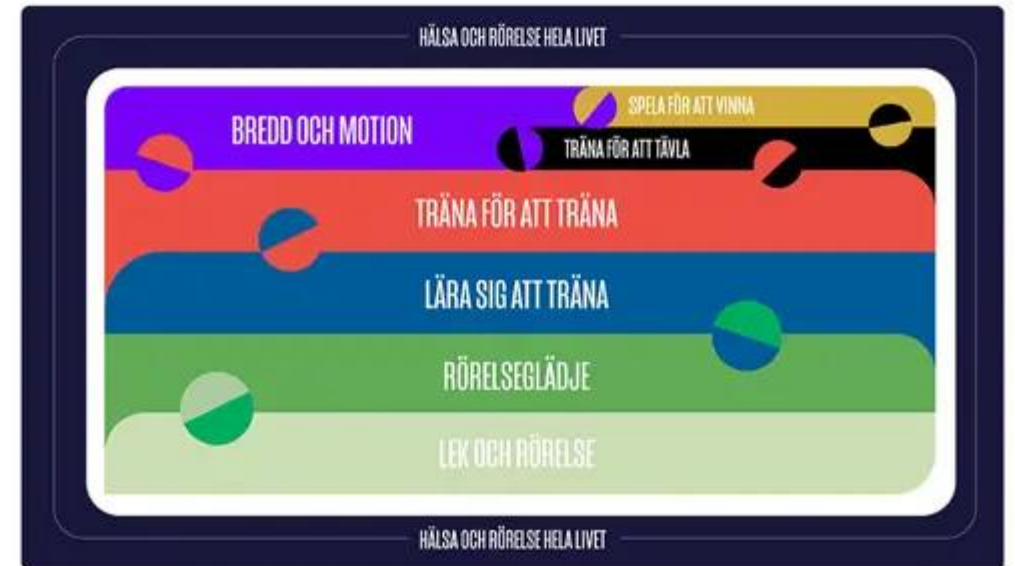 HÄLSA OCH RÖRELSE HELA LIVET
SPELA FÖR ATT VINNA
BREDD OCH MOTION
TRÄNA FÖR ATT TÄVLA
TRÄNA FÖR ATT TRÄNA
LÄRA SIG ATT TRÄNA
RÖRELSEGLÄDJE
LEK OCH RÖRELSE
HÄLSA OCH RÖRELSE HELA LIVET